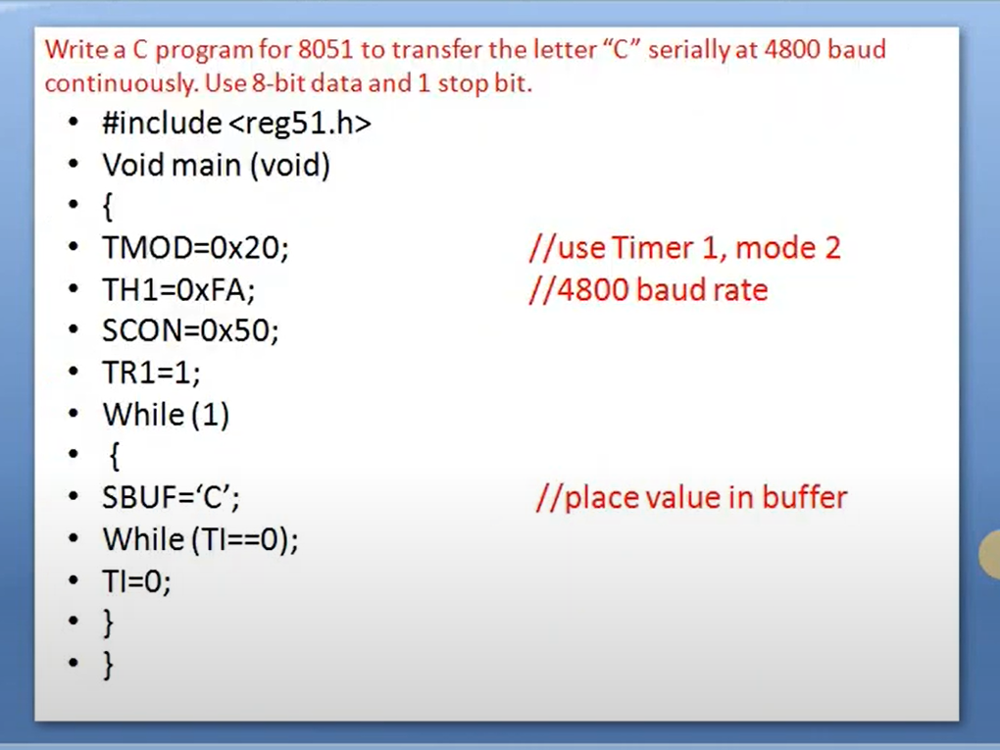 Write a C program for 8051 to transfer the letter “C” serially at 4800 baud
continuously. Use 8-bit data and 1 stop bit.
• #include <reg51.h>
• Void main (void)
• {
• TMOD=0x20; //use Timer 1, mode 2
• TH1=0xFA; //4800 baud rate
• SCON=0x50;
• TR1=1;
• While (1)
• {
• SBUF=‘C’; //place value in buffer
• While (TI==0);
• TI=0;
• }
• }